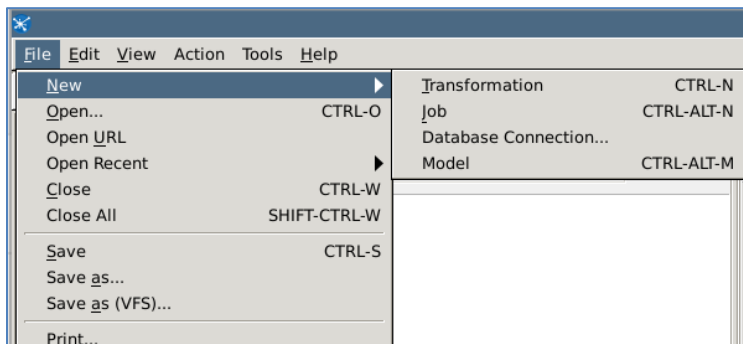 File Edit View Action Tools Help
New
Open... CTRL-O
Open URL
Open Recent
Close CTRL-W
Close All SHIFT-CTRL-W
Save CTRL-S
Save as...
Save as (VFS)...
Print...
Transformation CTRL-N
Job CTRL-ALT-N
Database Connection...
Model CTRL-ALT-M